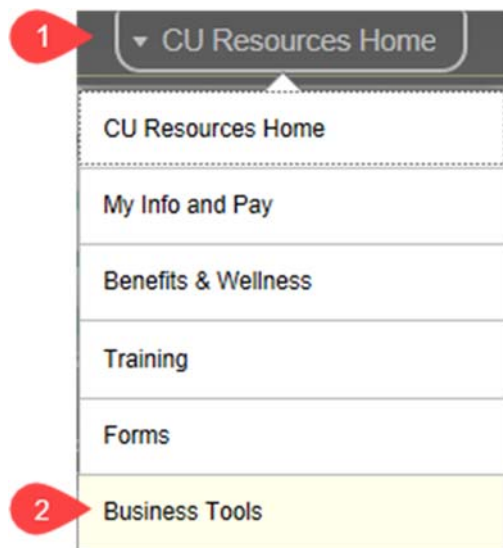 1 CU Resources Home
CU Resources Home
My Info and Pay
Benefits & Wellness
Training
Forms
2 Business Tools